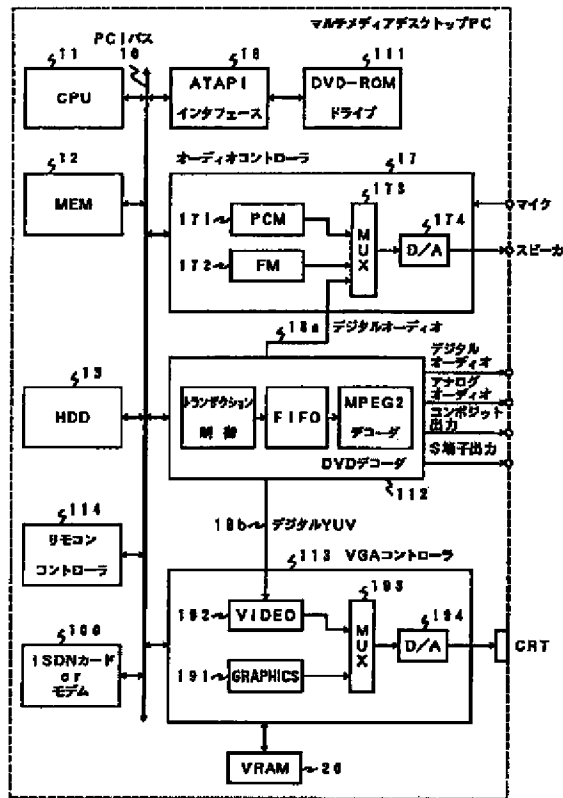 マルチメディアデスクトップPC
PCIバス
11
10
16
111
CPU
ATAPI
インタフェース
DVD-ROM
ドライブ
12
オーディオコントローラ
17
MEM
173
マイク
171
PCM
MUX
174
D/A
スピーカ
172
FM
18a デジタルオーディオ
13
デジタル
オーディオ
アナログ
オーディオ
HDD
トランザクション
制御
FIFO
MPEG2
デコーダ
コンポジット
出力
S端子出力
DVDデコーダ
112
114
18b デジタルYUV
リモコン
コントローラ
113 VGAコントローラ
193
192
VIDEO
MUX
194
D/A
CRT
ISDNカード
or
モデム
191
GRAPHICS
VRAM
20